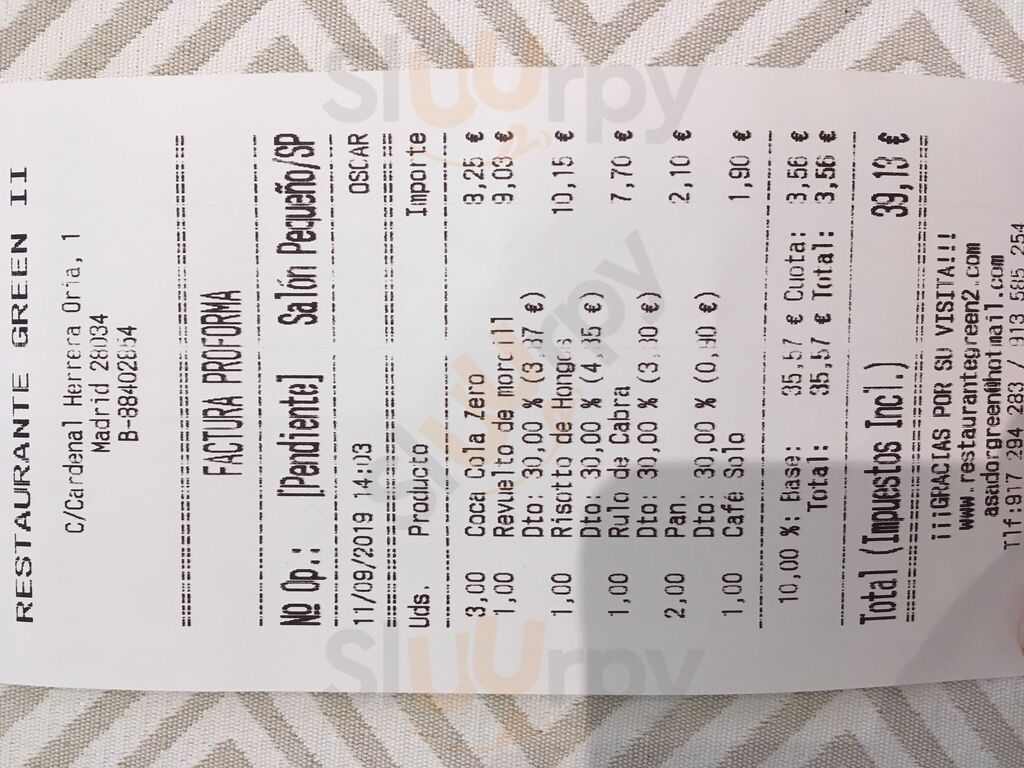 RESTAURANTE GREEN II
C/Cardenal Herrera Oria, 1
Madrid 28034
FACTURA PROFORMA
Nº Op.: [Pendiente] Salón Pequeño/SP
11/09/2019 14:03 OSCAR
Uds. Producto Importe
3,00 Coca Cola Zero 8,25 €
1,00 Revuelto de morcill 9,03 €
Dto: 30,00 % (3,87 €)
1,00 Risotto de Hongos 10,15 €
Dto: 30,00 % (4,35 €)
1,00 Rulo de Cabra 7,70 €
Dto: 30,00 % (3,30 €)
2,00 Pan. 2,10 €
Dto: 30,00 % (0,90 €)
1,00 Café Solo 1,90 €
10,00 %: Base: 35,57 € Cuota: 3,56 €
Total: 35,57 € Total: 3,56 €
Total (Impuestos Incl.) 39,13 €
¡¡¡GRACIAS POR SU VISITA!!!
www.restaurantegreen2.com
asadorgreen@hotmail.com
Tlf:917 294 283 / 913 585 254
Sluurpy
Sluurpy
Sluurpy